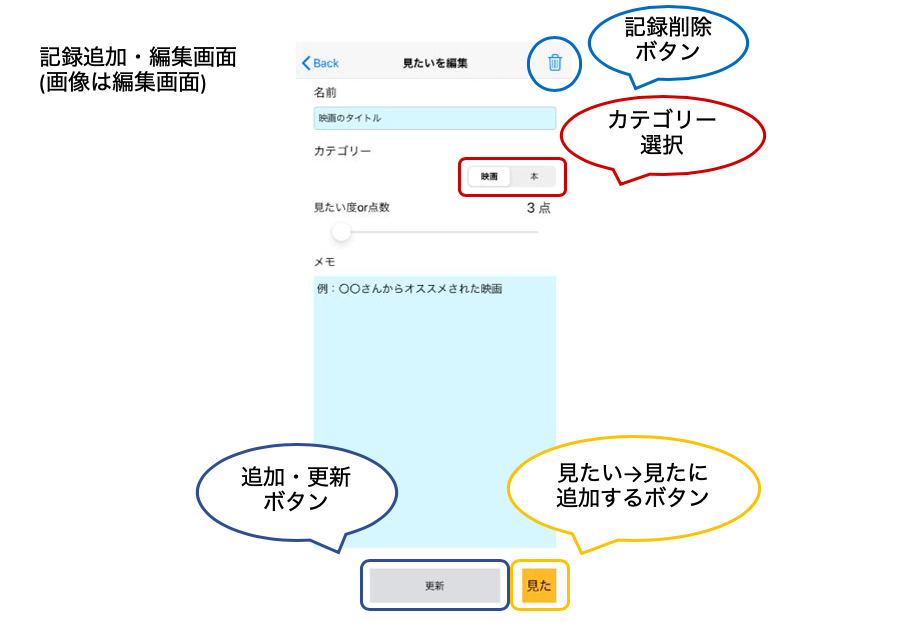 記録追加・編集画面
(画像は編集画面)
記録削除
ボタン
Back
見たいを編集
名前
映画のタイトル
カテゴリー
選択
カテゴリー
映画
本
見たい度or点数
3 点
メモ
例：〇〇さんからオススメされた映画
追加・更新
ボタン
見たい→見たに
追加するボタン
更新
見た